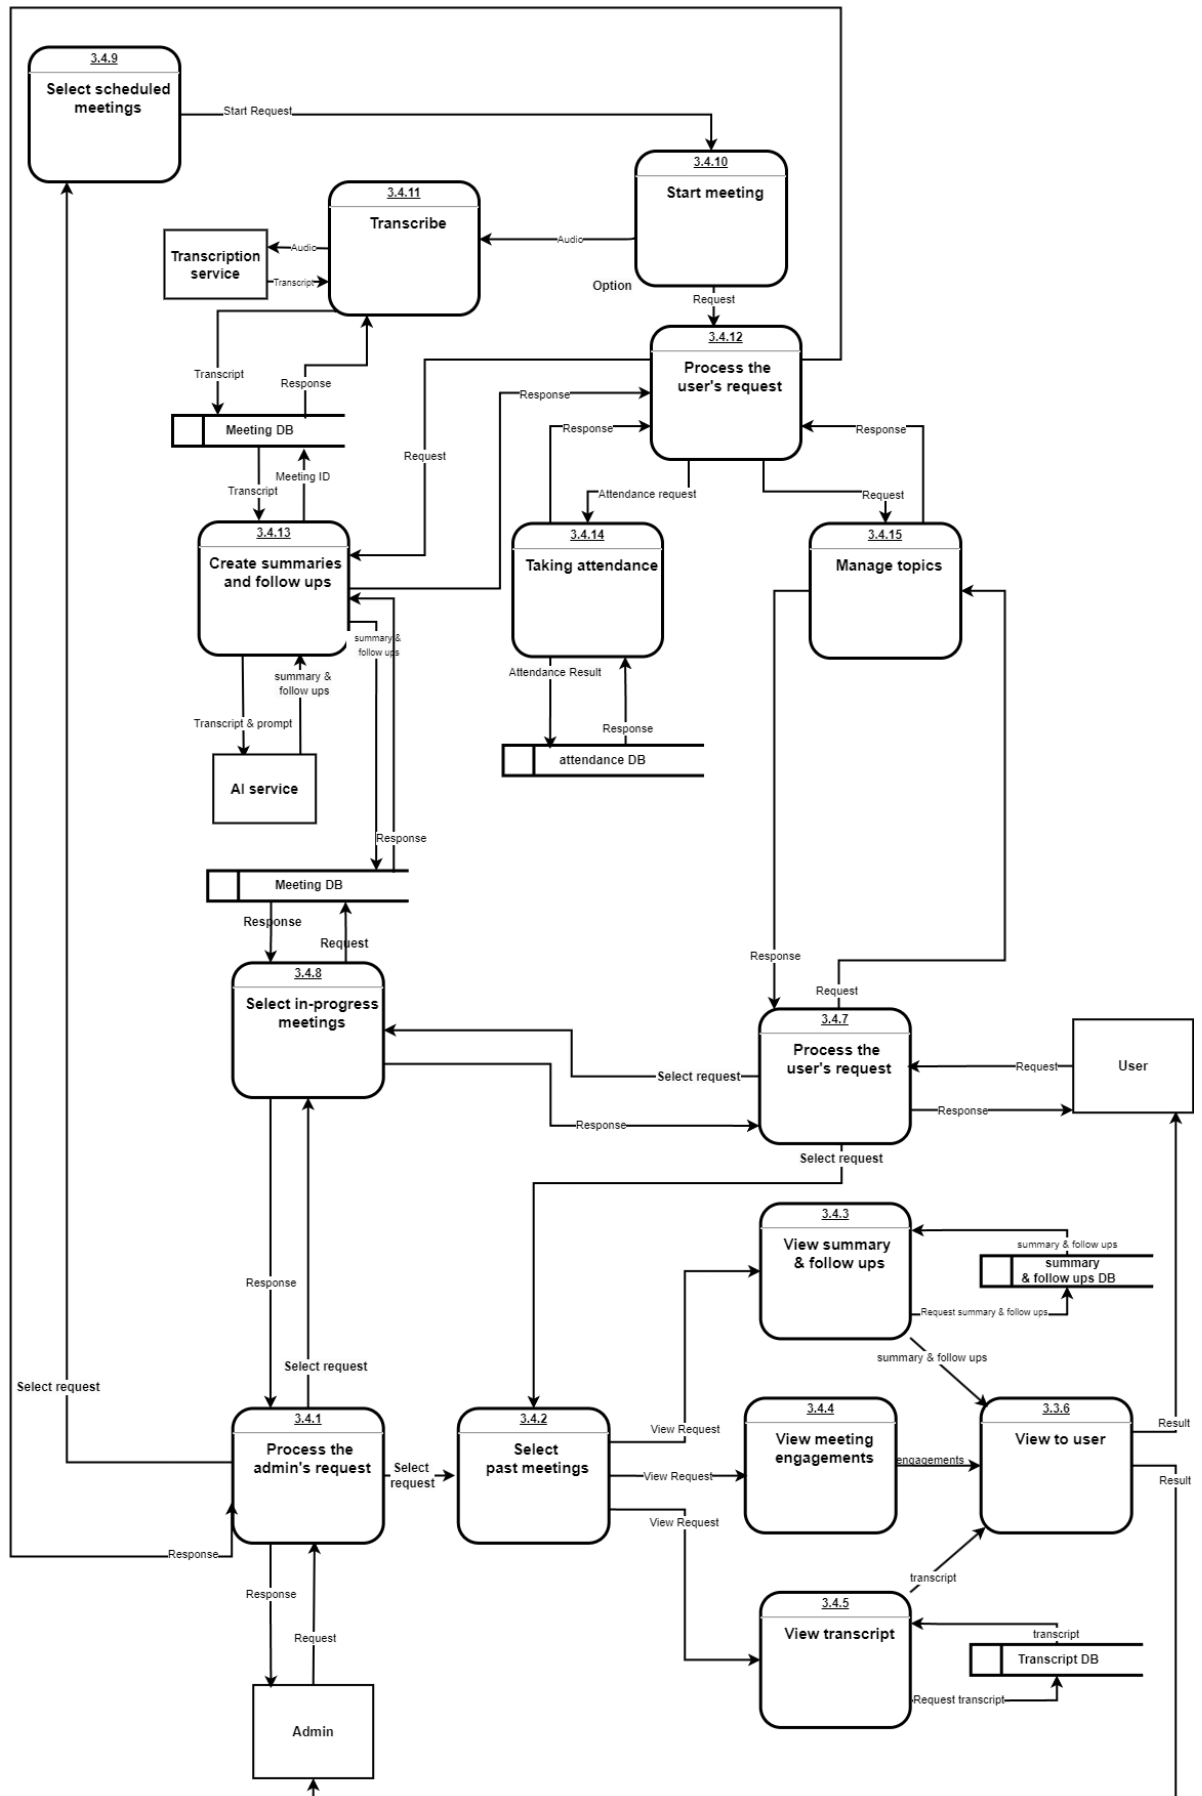 3.4.9
Select scheduled
meetings
Start Request
3.4.10
Start meeting
3.4.11
Transcribe
Transcription
service
Audio
Transcript
Audio
Option
Request
3.4.12
Process the
user's request
Transcript
Response
Response
Response
Response
Meeting DB
Request
Transcript
Meeting ID
Attendance request
Request
3.4.13
Create summaries
and follow ups
3.4.14
Taking attendance
3.4.15
Manage topics
summary &
follow ups
summary &
follow ups
Attendance Result
Transcript & prompt
Response
attendance DB
AI service
Response
Meeting DB
Response
Request
Response
3.4.8
Select in-progress
meetings
Request
3.4.7
Process the
user's request
User
Request
Select request
Response
Response
Select request
3.4.3
View summary
& follow ups
summary & follow ups
summary
& follow ups DB
Request summary & follow ups
Response
summary & follow ups
Select request
Select request
3.4.1
Process the
admin's request
Select
request
3.4.2
Select
past meetings
View Request
View Request
View Request
3.4.4
View meeting
engagements
engagements
3.3.6
View to user
Result
Result
Response
Response
Request
transcript
3.4.5
View transcript
transcript
Transcript DB
Request transcript
Admin